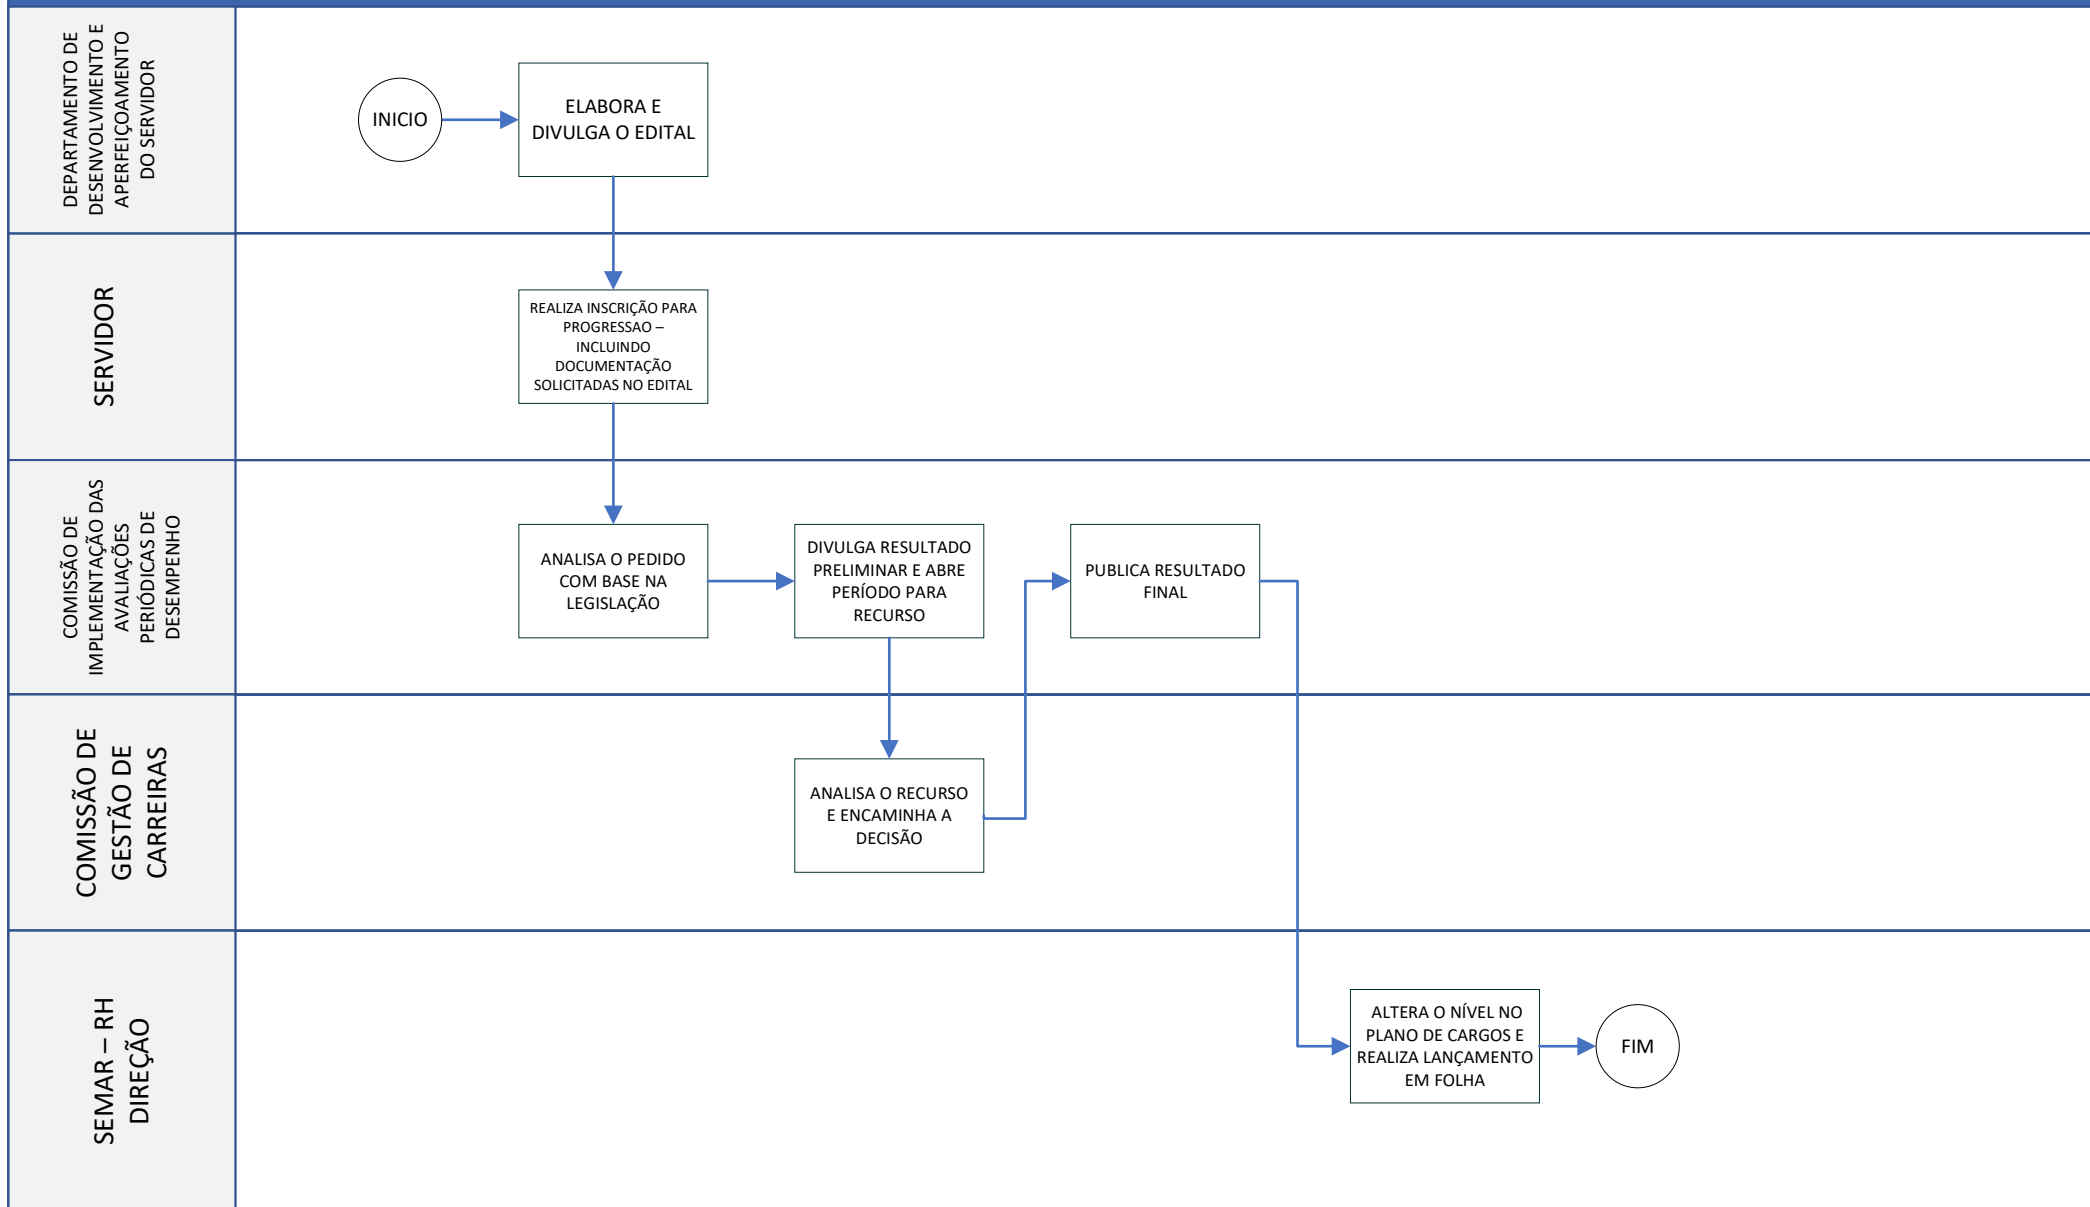 DEPARTAMENTO DE
DESENVOLVIMENTO E
APERFEIÇOAMENTO
DO SERVIDOR
INICIO
ELABORA E
DIVULGA O EDITAL
SERVIDOR
REALIZA INSCRIÇÃO PARA
PROGRESSAO –
INCLUINDO
DOCUMENTAÇÃO
SOLICITADAS NO EDITAL
COMISSÃO DE
IMPLEMENTAÇÃO DAS
AVALIAÇÕES
PERIÓDICAS DE
DESEMPENHO
ANALISA O PEDIDO
COM BASE NA
LEGISLAÇÃO
DIVULGA RESULTADO
PRELIMINAR E ABRE
PERÍODO PARA
RECURSO
PUBLICA RESULTADO
FINAL
COMISSÃO DE
GESTÃO DE
CARREIRAS
ANALISA O RECURSO
E ENCAMINHA A
DECISÃO
SEMAR – RH
DIREÇÃO
ALTERA O NÍVEL NO
PLANO DE CARGOS E
REALIZA LANÇAMENTO
EM FOLHA
FIM